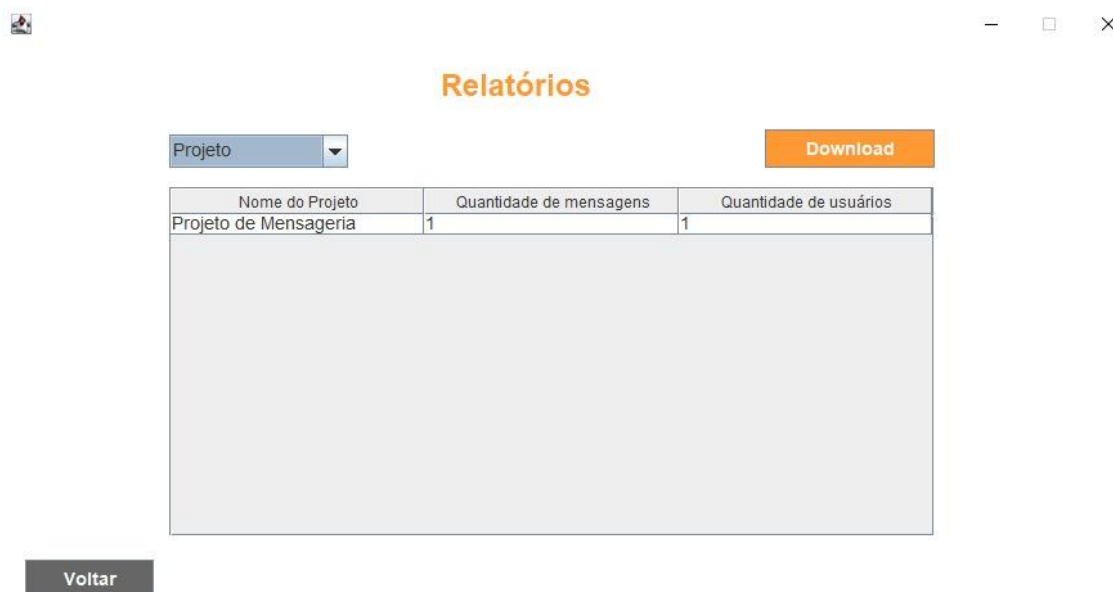 Relatórios
Projeto
Download
Nome do Projeto Quantidade de mensagens Quantidade de usuários
Projeto de Mensageria 1 1
Voltar